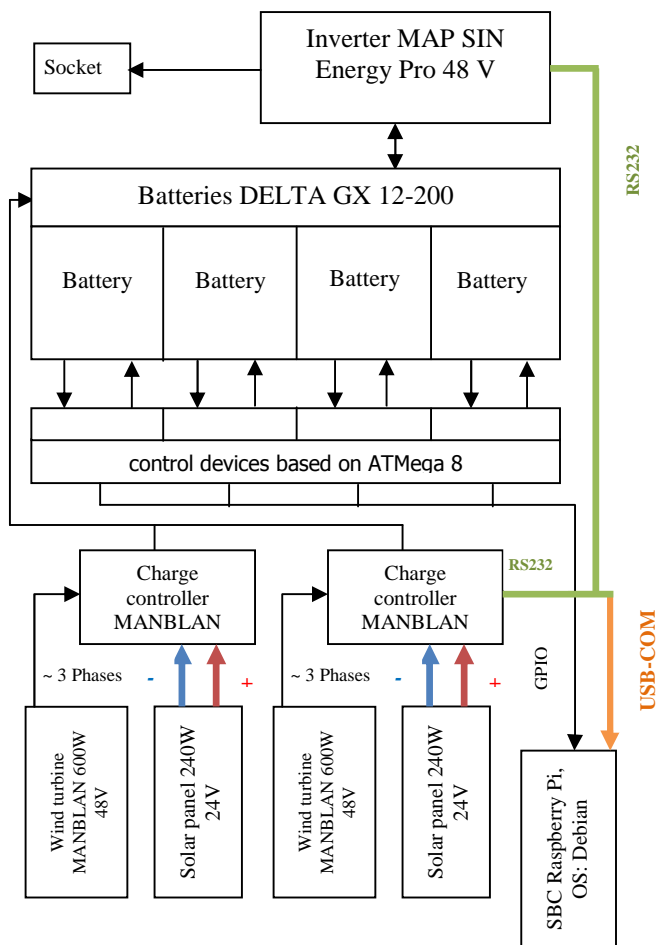 Inverter MAP SIN
Energy Pro 48 V
Socket
RS232
Batteries DELTA GX 12-200
Battery
Battery
Battery
Battery
control devices based on ATMega 8
Charge
controller
MANBLAN
Charge
controller
MANBLAN
RS232
~ 3 Phases
-
+
~ 3 Phases
-
+
GPIO
USB-COM
Wind turbine
MANBLAN 600W
48V
Solar panel 240W
24V
Wind turbine
MANBLAN 600W
48V
Solar panel 240W
24V
SBC Raspberry Pi,
OS: Debian